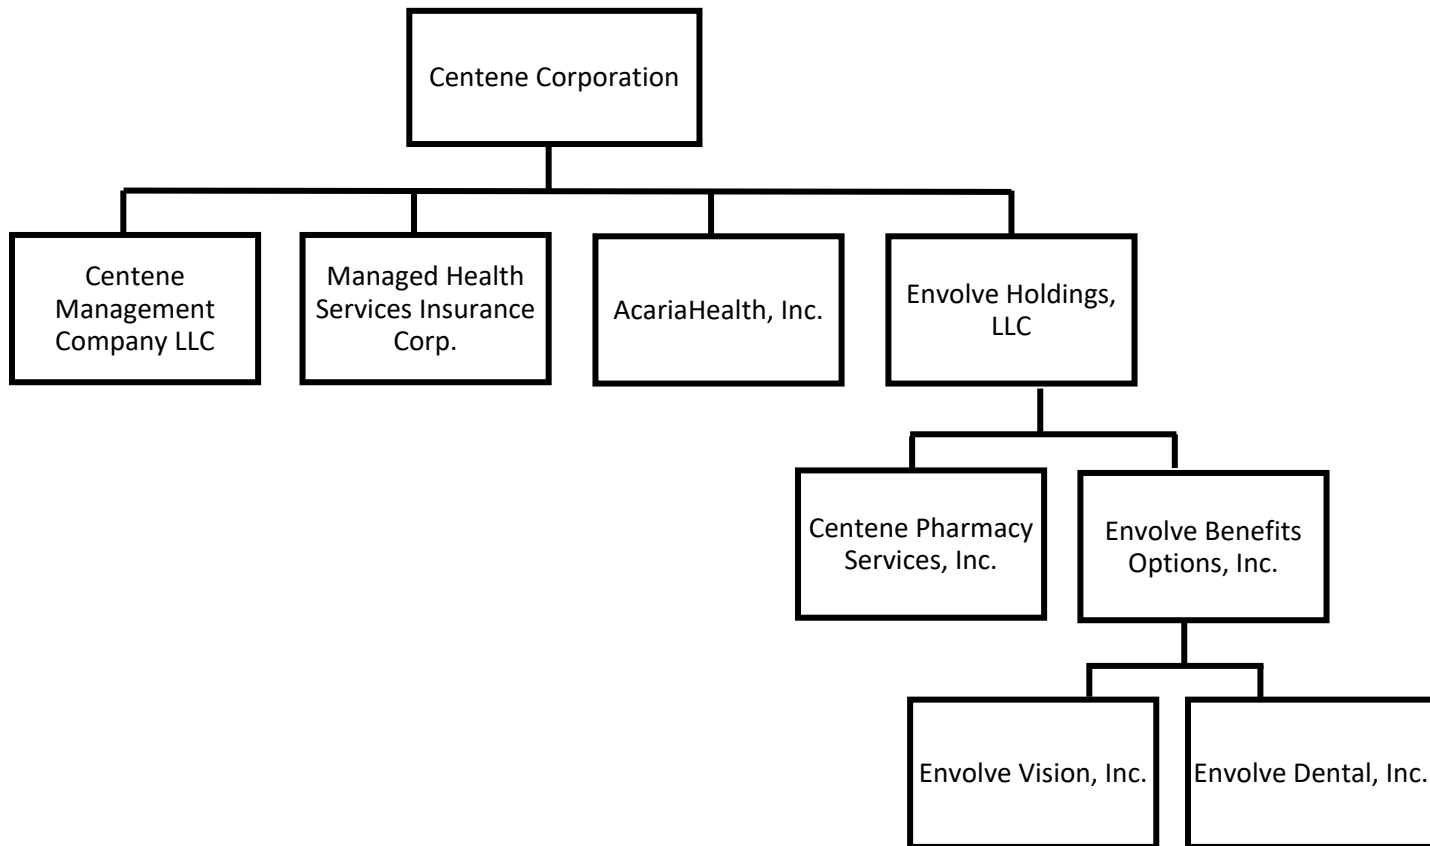 Centene Corporation
Centene
Management
Company LLC
Managed Health
Services Insurance
Corp.
AcariaHealth, Inc.
Envolve Holdings,
LLC
Centene Pharmacy
Services, Inc.
Envolve Benefits
Options, Inc.
Envolve Vision, Inc.
Envolve Dental, Inc.